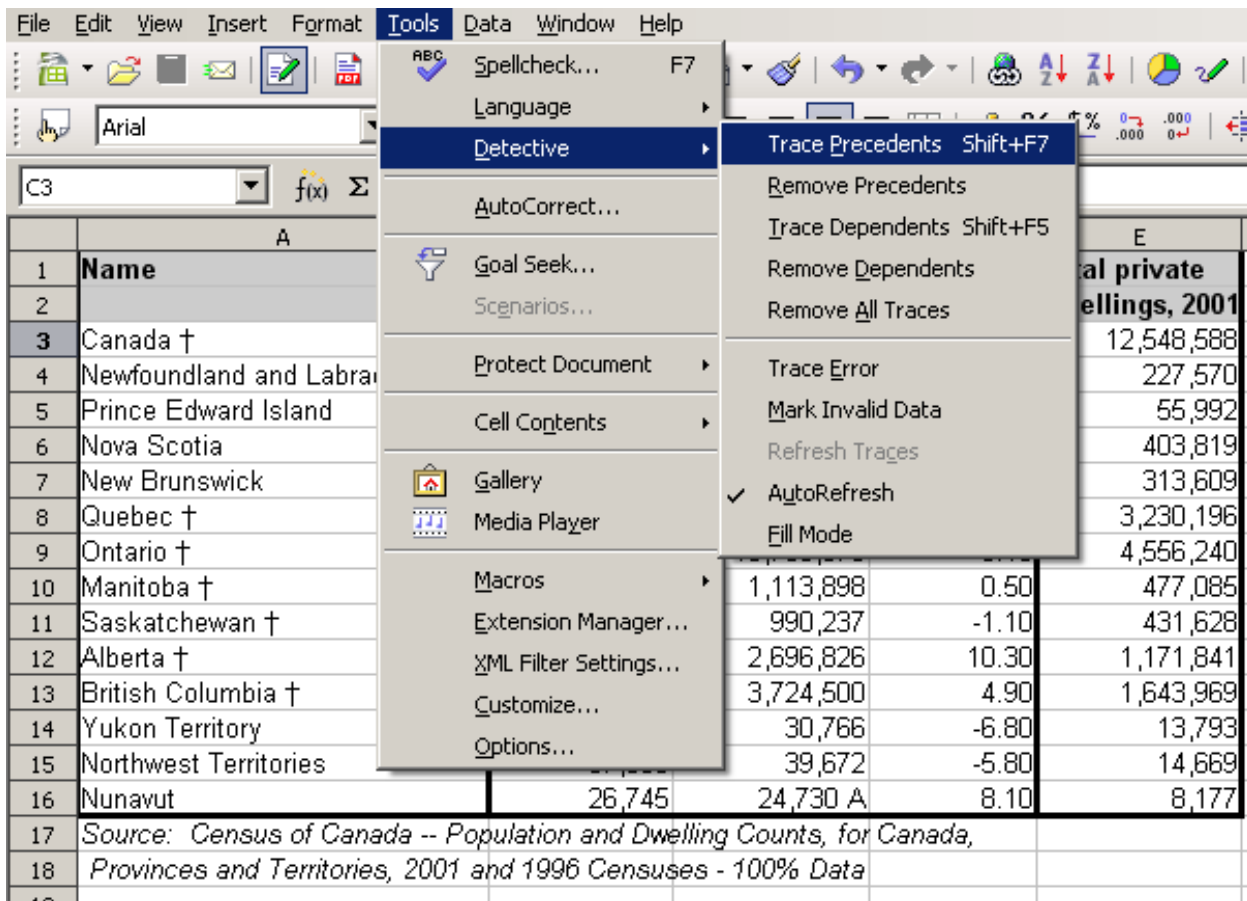 File Edit View Insert Format Tools Data Window Help
ABC Spellcheck... F7
PDF
A Z Z A
Language
Arial
% 0 .000 .000 0
Detective
Trace Precedents Shift+F7
C3 f(x) Σ
Remove Precedents
AutoCorrect...
Trace Dependents Shift+F5
A E
Goal Seek...
Remove Dependents
1 Name al private
Scenarios...
Remove All Traces
2 ellings, 2001
3 Canada † 12,548,588
Protect Document
Trace Error
4 Newfoundland and Labra 227,570
Mark Invalid Data
5 Prince Edward Island 55,992
Cell Contents
Refresh Traces
6 Nova Scotia 403,819
7 New Brunswick 313,609
Gallery
AutoRefresh
8 Quebec † 3,230,196
Media Player
Fill Mode
9 Ontario † 4,556,240
10 Manitoba † 1,113,898 0.50 477,085
Macros
11 Saskatchewan † 990,237 -1.10 431,628
Extension Manager...
12 Alberta † 2,696,826 10.30 1,171,841
XML Filter Settings...
13 British Columbia † 3,724,500 4.90 1,643,969
Customize...
14 Yukon Territory 30,766 -6.80 13,793
Options...
15 Northwest Territories 39,672 -5.80 14,669
16 Nunavut 26,745 24,730 A 8.10 8,177
17 Source: Census of Canada -- Population and Dwelling Counts, for Canada,
18 Provinces and Territories, 2001 and 1996 Censuses - 100% Data